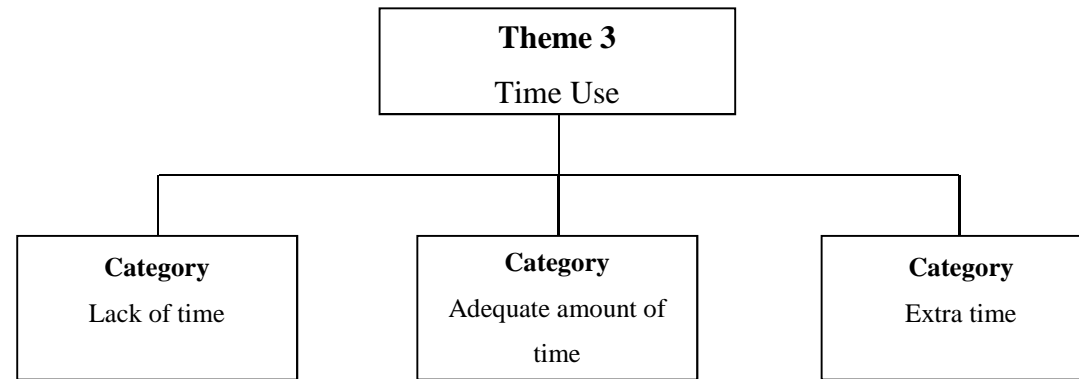 Theme 3
Time Use
Category
Lack of time
Category
Adequate amount of
time
Category
Extra time